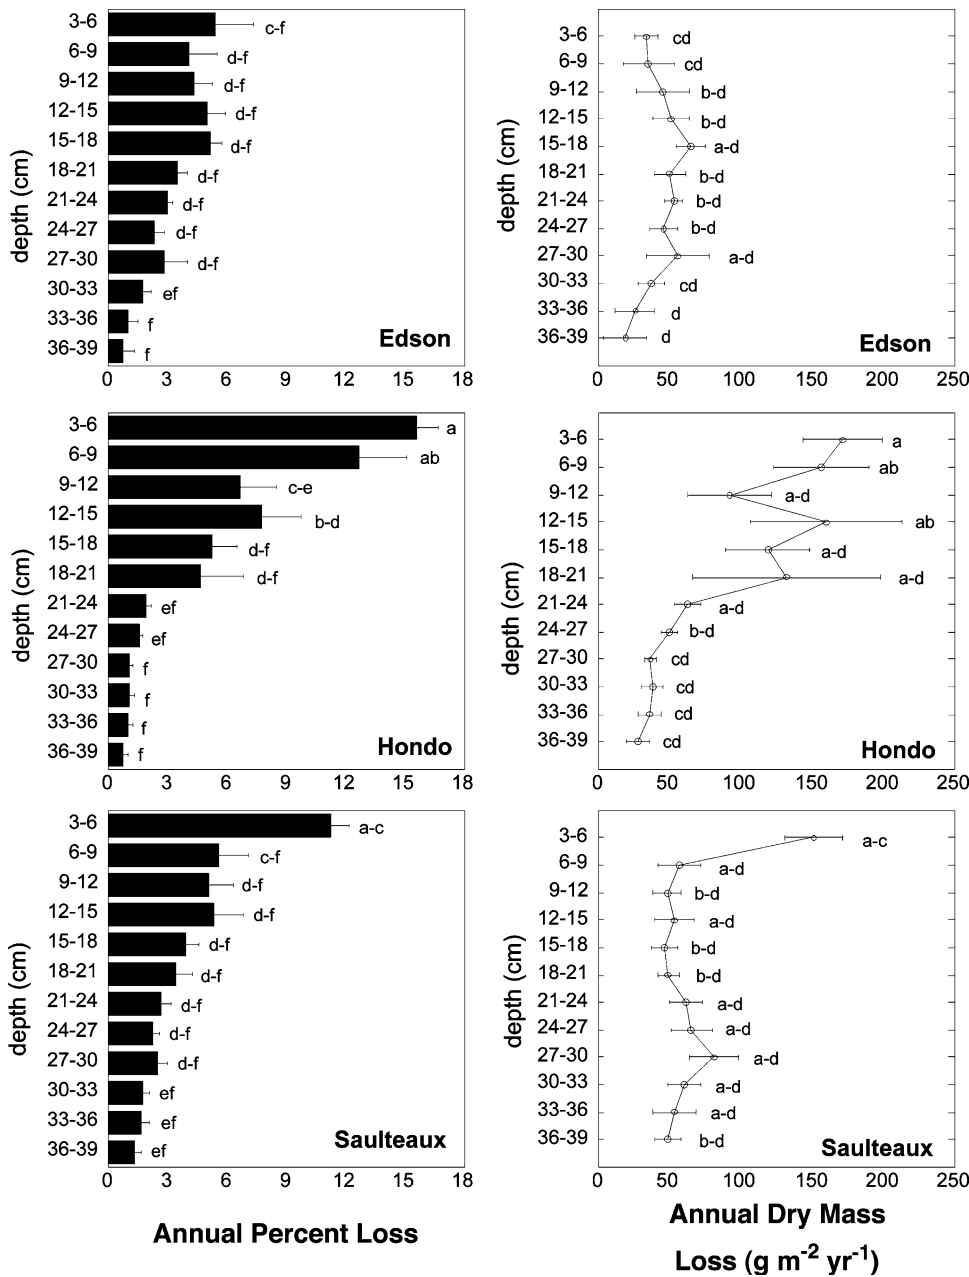 3-6 c-f
6-9 d-f
9-12 d-f
12-15 d-f
15-18 d-f
18-21 d-f
21-24 d-f
24-27 d-f
27-30 d-f
30-33 ef
33-36 f
36-39 f
depth (cm)
Edson
0 3 6 9 12 15 18
3-6 cd
6-9 cd
9-12 b-d
12-15 b-d
15-18 a-d
18-21 b-d
21-24 b-d
24-27 b-d
27-30 a-d
30-33 cd
33-36 d
36-39 d
depth (cm)
Edson
0 50 100 150 200 250
3-6 a
6-9 ab
9-12 c-e
12-15 b-d
15-18 d-f
18-21 d-f
21-24 ef
24-27 ef
27-30 f
30-33 f
33-36 f
36-39 f
depth (cm)
Hondo
0 3 6 9 12 15 18
3-6 a
6-9 ab
9-12 a-d
12-15 ab
15-18 a-d
18-21 a-d
21-24 a-d
24-27 b-d
27-30 cd
30-33 cd
33-36 cd
36-39 cd
depth (cm)
Hondo
0 50 100 150 200 250
3-6 a-c
6-9 c-f
9-12 d-f
12-15 d-f
15-18 d-f
18-21 d-f
21-24 d-f
24-27 d-f
27-30 d-f
30-33 ef
33-36 ef
36-39 ef
depth (cm)
Saulteaux
0 3 6 9 12 15 18
Annual Percent Loss
3-6 a-c
6-9 a-d
9-12 b-d
12-15 a-d
15-18 b-d
18-21 b-d
21-24 a-d
24-27 a-d
27-30 a-d
30-33 a-d
33-36 a-d
36-39 b-d
depth (cm)
Saulteaux
0 50 100 150 200 250
Annual Dry Mass
Loss (g m⁻² yr⁻¹)